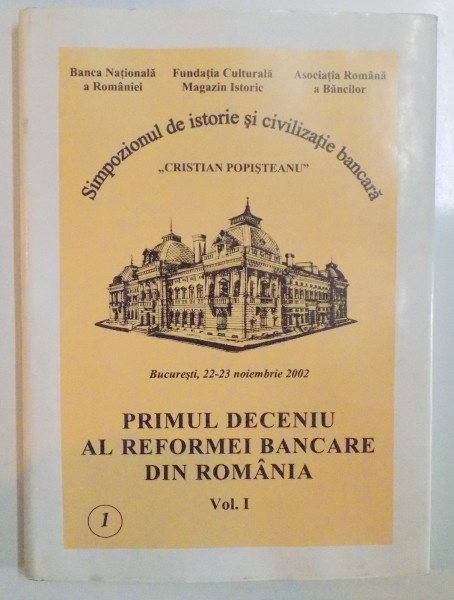 Banca Națională
a României
Fundația Culturală
Magazin Istoric
Asociația Română
a Băncilor
Simpozionul de istorie și civilizație bancară
„CRISTIAN POPIȘTEANU”
București, 22-23 noiembrie 2002
PRIMUL DECENIU
AL REFORMEI BANCARE
DIN ROMÂNIA
Vol. I
1